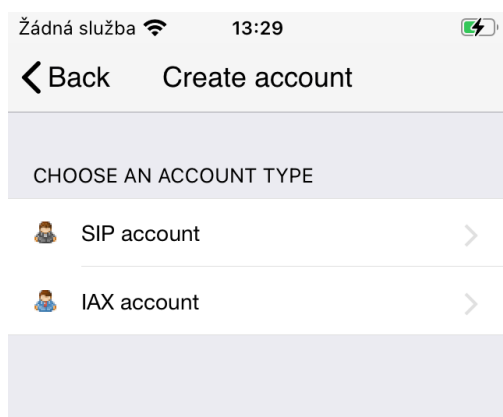 Žádná služba 13:29
Back Create account
CHOOSE AN ACCOUNT TYPE
SIP account
IAX account